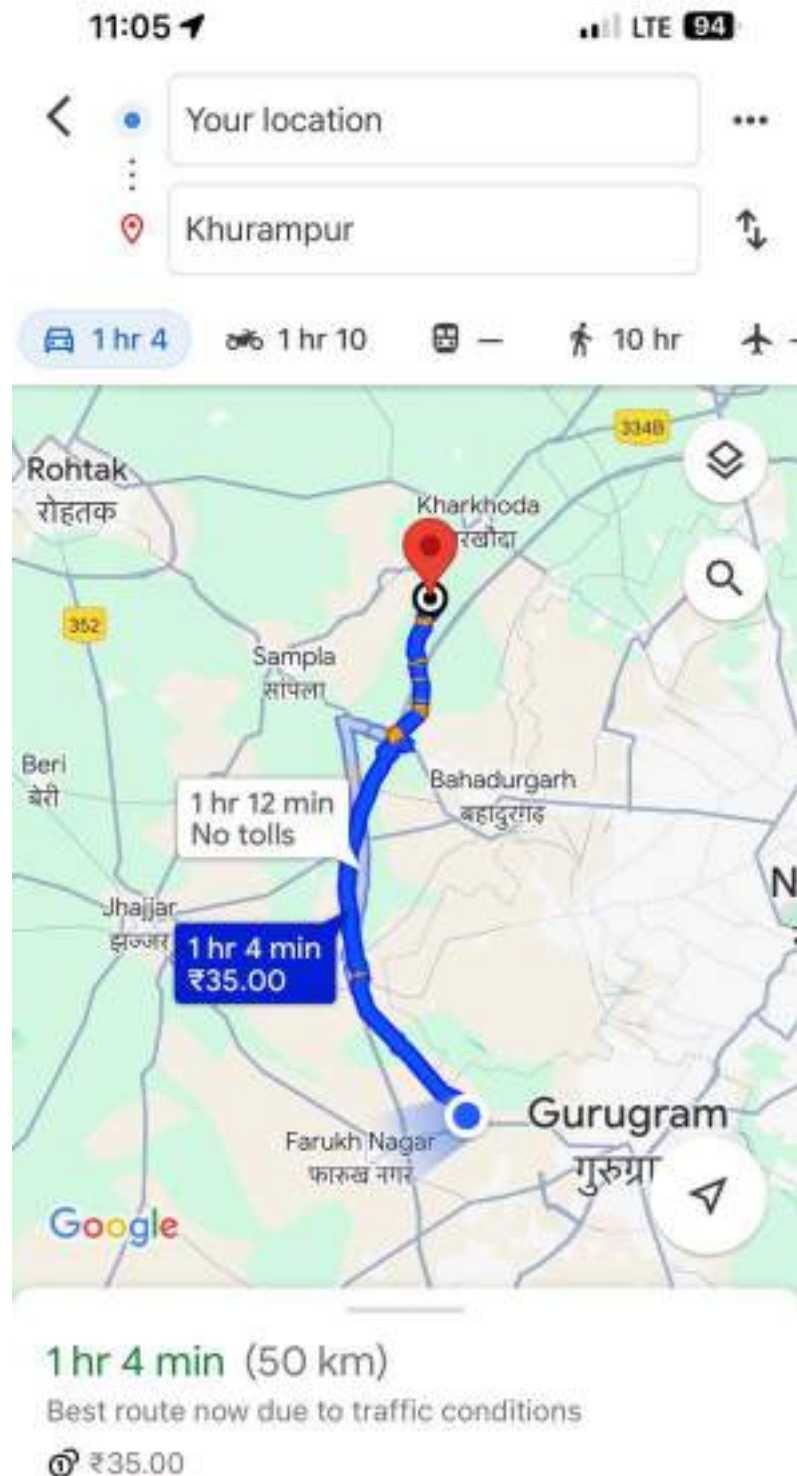 11:05
LTE 94
Your location
Khurampur
1 hr 4
1 hr 10
—
10 hr
334B
Rohtak
रोहतक
Kharkhoda
352
Sampla
सांपला
Beri
बेरी
Bahadurgarh
बहादुरगढ़
1 hr 12 min
No tolls
N
Jhajjar
झज्जर
1 hr 4 min
₹35.00
Gurugram
गुरुग्रा
Farukh Nagar
फारुख नगर
Google
1 hr 4 min (50 km)
Best route now due to traffic conditions
₹35.00